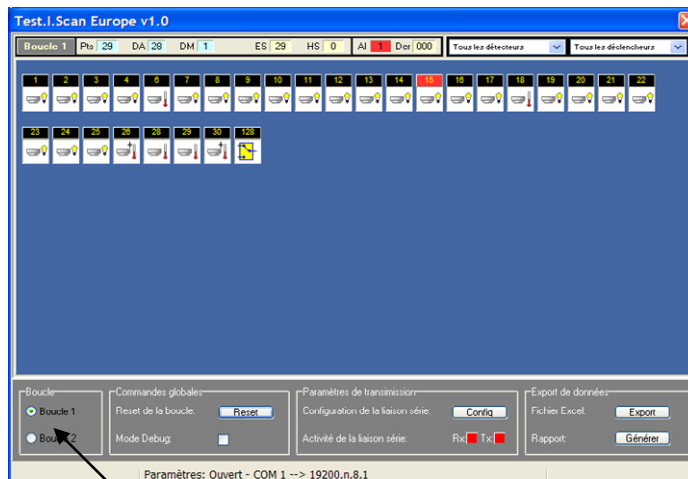 Test.I.Scan Europe v1.0
Boucle 1 Pts 29 DA 28 DM 1 ES 29 HS 0 Al 1 Der 000 Tous les détecteurs Tous les déclencheurs
1 2 3 4 6 7 8 9 10 11 12 13 14 15 16 17 18 19 20 21 22
23 24 25 26 28 29 30 128
Boucle Commandes globales Paramètres de transmission Export de données
Boucle 1 Reset de la boucle: Reset Configuration de la liaison série: Config Fichier Excel: Export
Boucle 2 Mode Debug: Activité de la liaison série: Rx Tx Rapport: Générer
Paramètres: Ouvert - COM 1 --> 19200,n,8,1